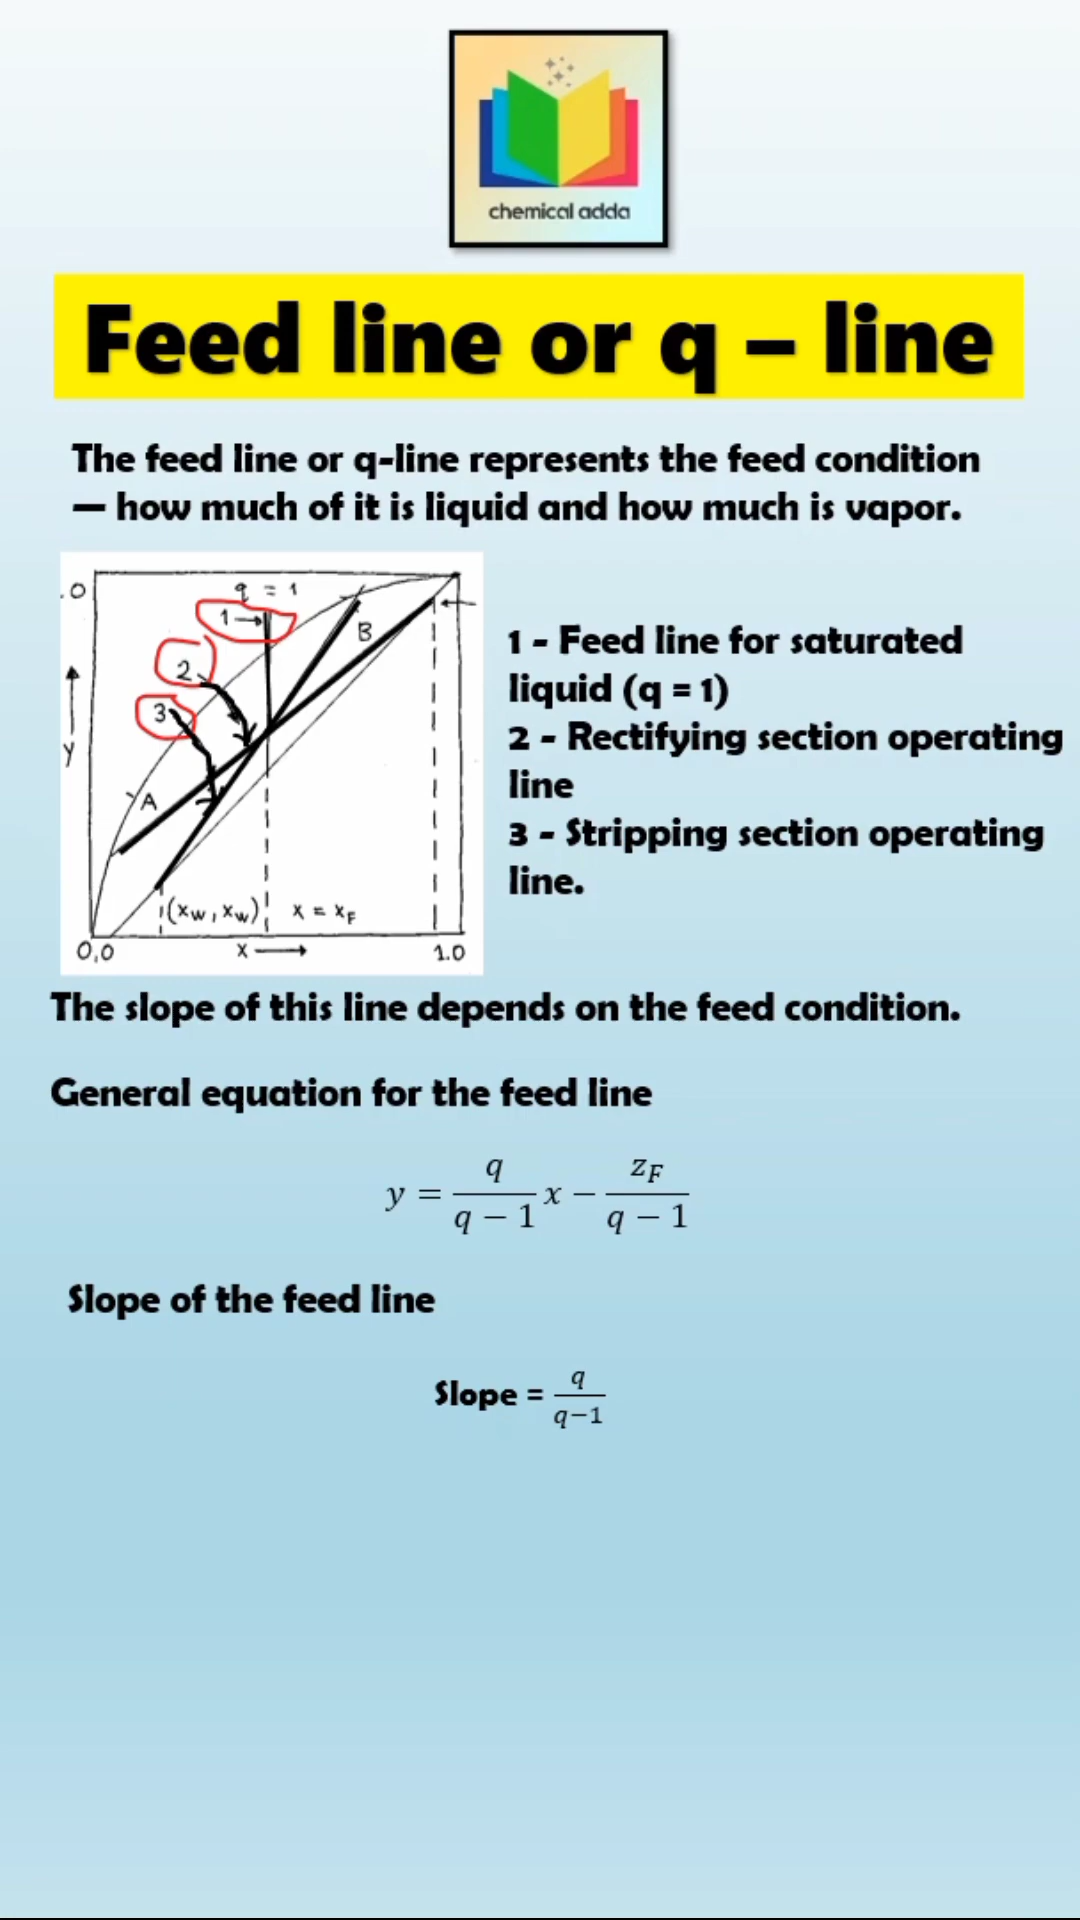 chemical adda
Feed line or q – line
The feed line or q-line represents the feed condition
— how much of it is liquid and how much is vapor.
.0
q = 1
1→
B
2
3
y
A
(xw, xw)
x = xF
0,0
x →
1.0
1 - Feed line for saturated
liquid (q = 1)
2 - Rectifying section operating
line
3 - Stripping section operating
line.
The slope of this line depends on the feed condition.
General equation for the feed line
y = q/(q − 1) x − zF/(q − 1)
Slope of the feed line
Slope = q/(q−1)